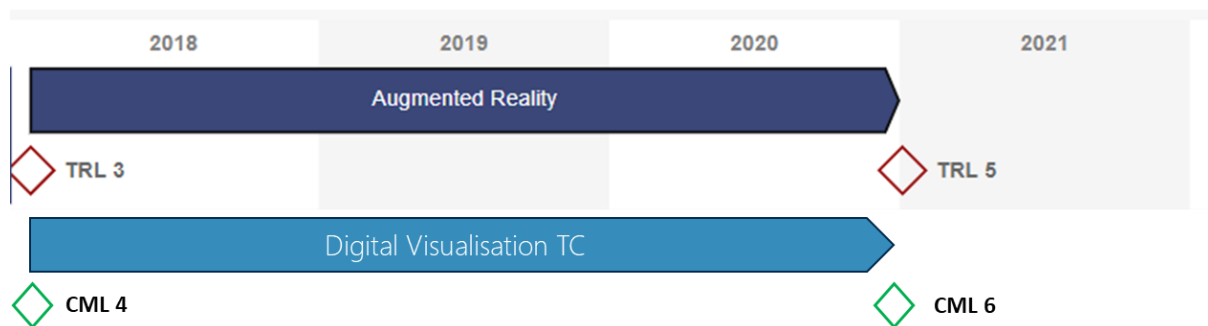 2018 2019 2020 2021
Augmented Reality
TRL 3 TRL 5
Digital Visualisation TC
CML 4 CML 6